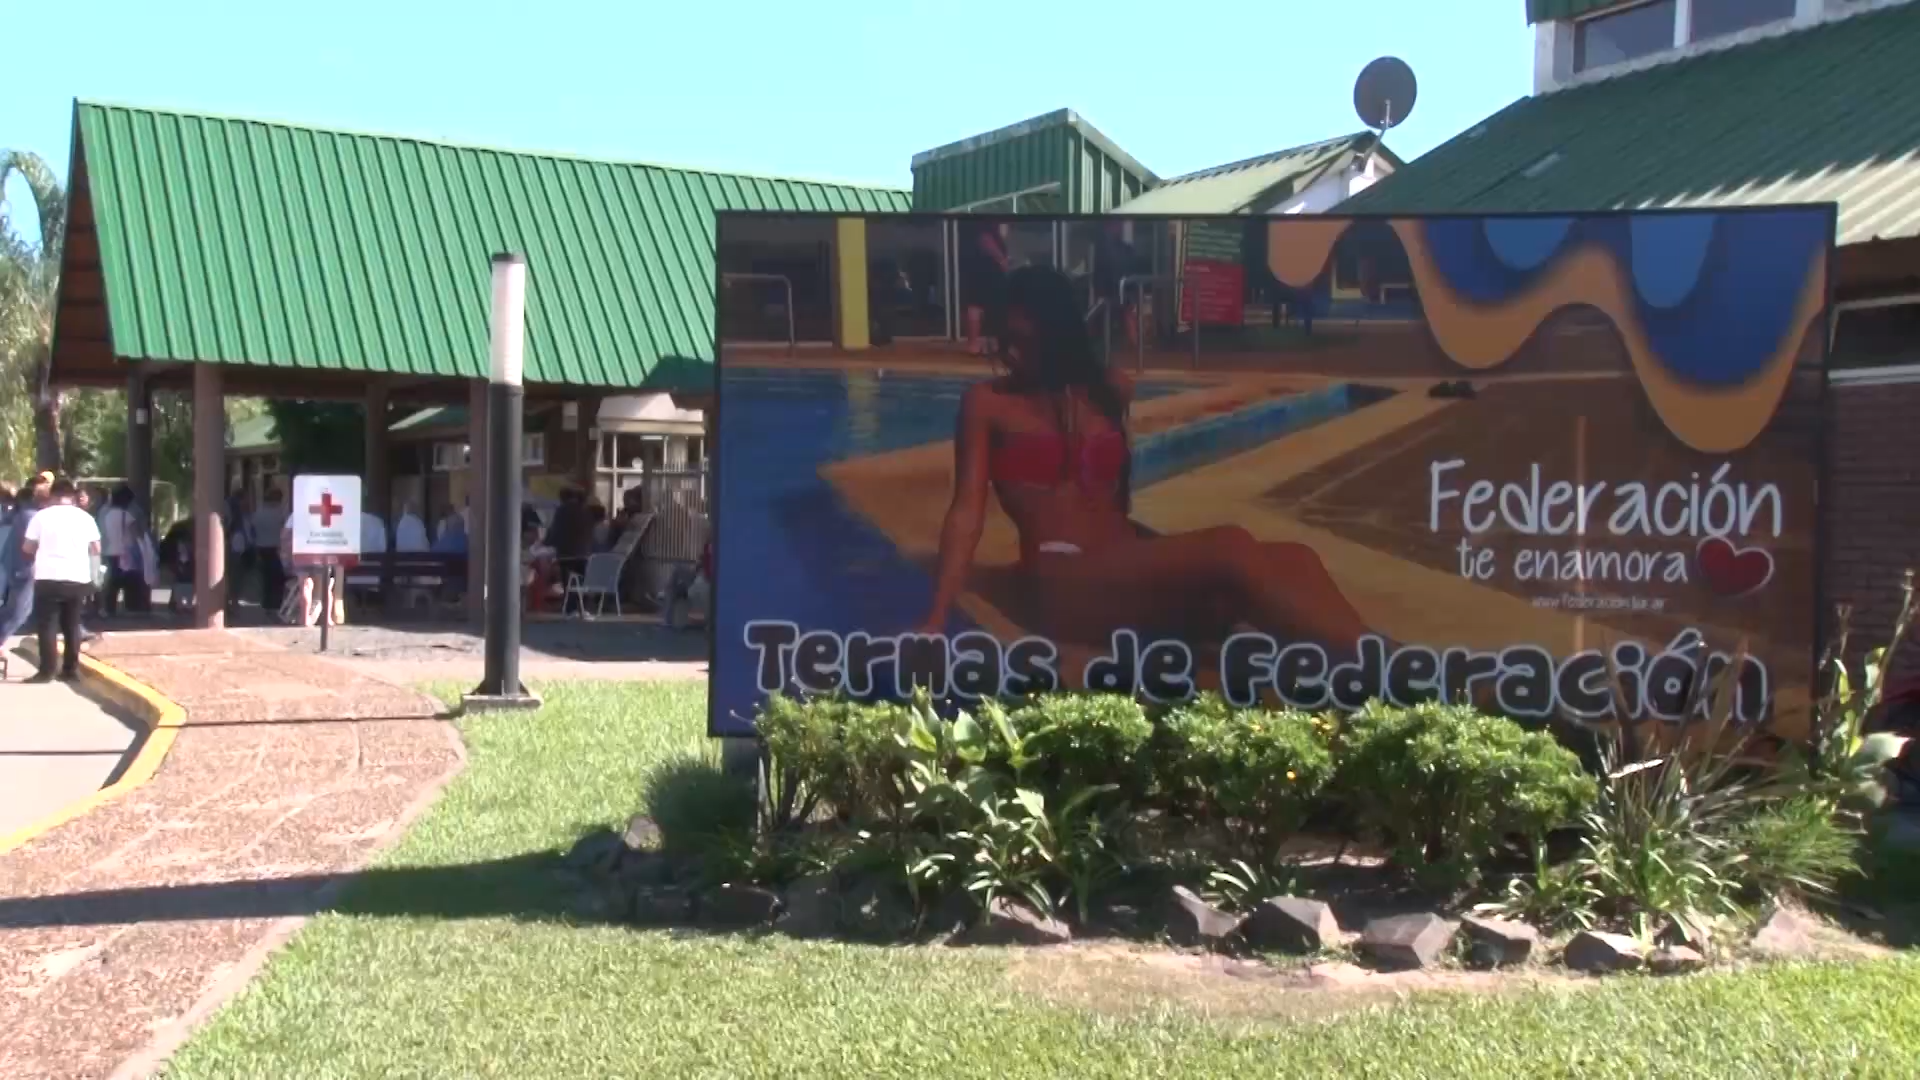 Federación
te enamora
www.federacion.tur.ar
Termas de Federación